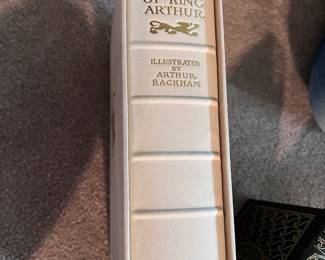 OF KING
ARTHUR
ILLUSTRATED
BY
ARTHUR
RACKHAM